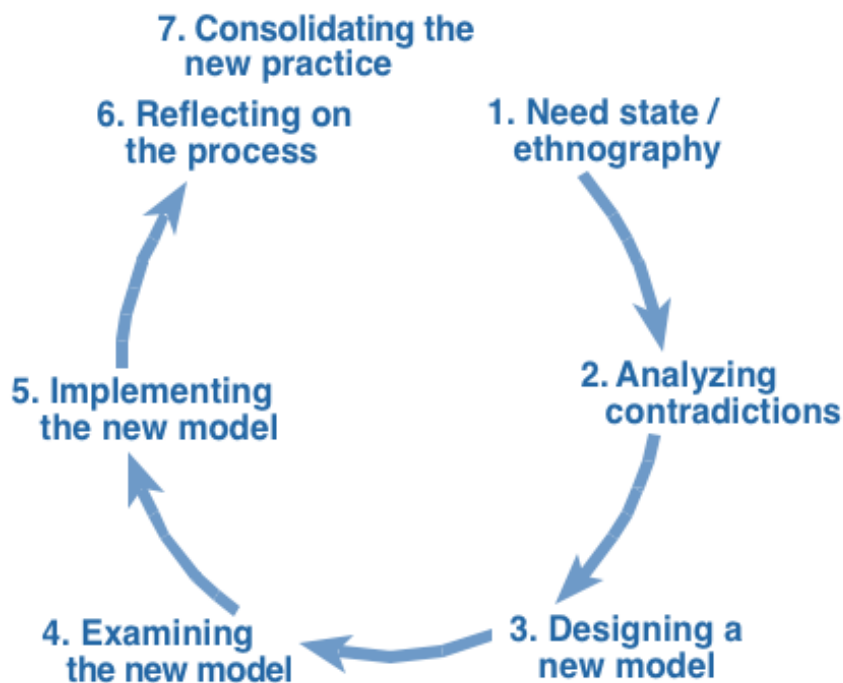 7. Consolidating the
new practice
6. Reflecting on
the process
1. Need state /
ethnography
2. Analyzing
contradictions
3. Designing a
new model
4. Examining
the new model
5. Implementing
the new model